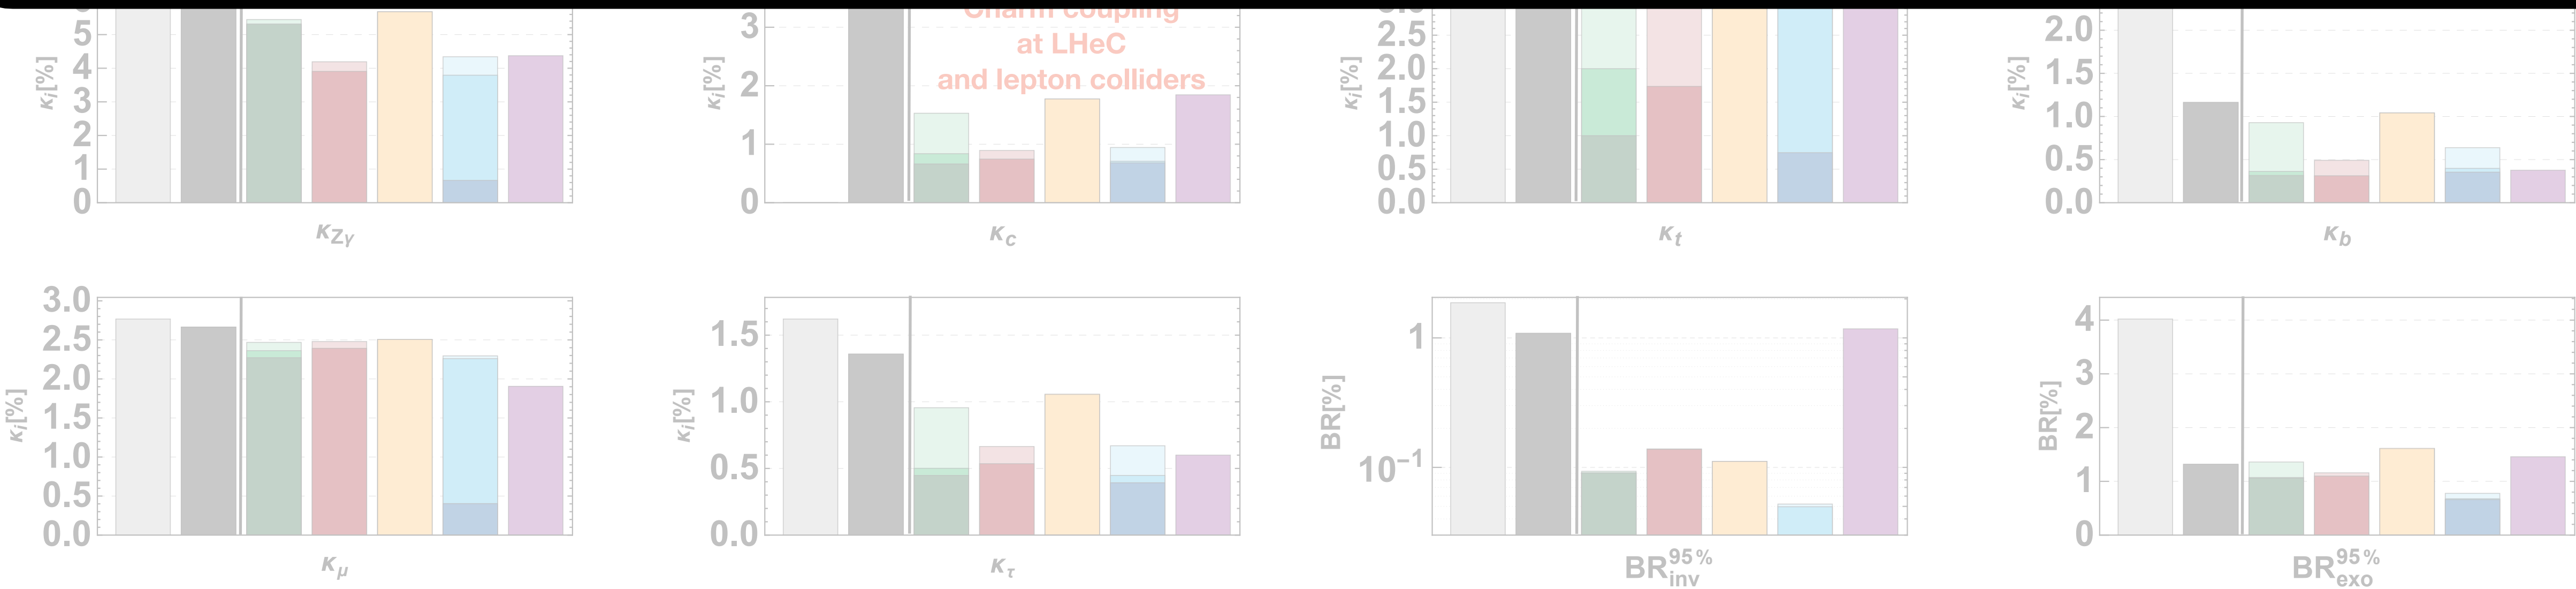 Charm coupling
at LHeC
and lepton colliders
5
4
3
2
1
0
κi[%]
κZγ
3
2
1
0
κi[%]
κc
2.5
2.0
1.5
1.0
0.5
0.0
κi[%]
κt
2.0
1.5
1.0
0.5
0.0
κi[%]
κb
3.0
2.5
2.0
1.5
1.0
0.5
0.0
κi[%]
κμ
1.5
1.0
0.5
0.0
κi[%]
κτ
1
10⁻¹
BR[%]
BR95%inv
4
3
2
1
0
BR[%]
BR95%exo